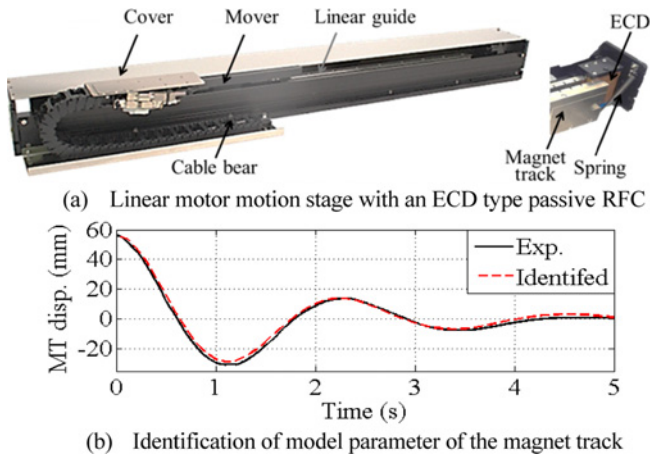 Cover
Mover
Linear guide
ECD
Cable bear
Magnet
track
Spring
(a) Linear motor motion stage with an ECD type passive RFC
60
40
20
0
-20
MT disp. (mm)
Exp.
Identifed
0
1
2
3
4
5
Time (s)
(b) Identification of model parameter of the magnet track